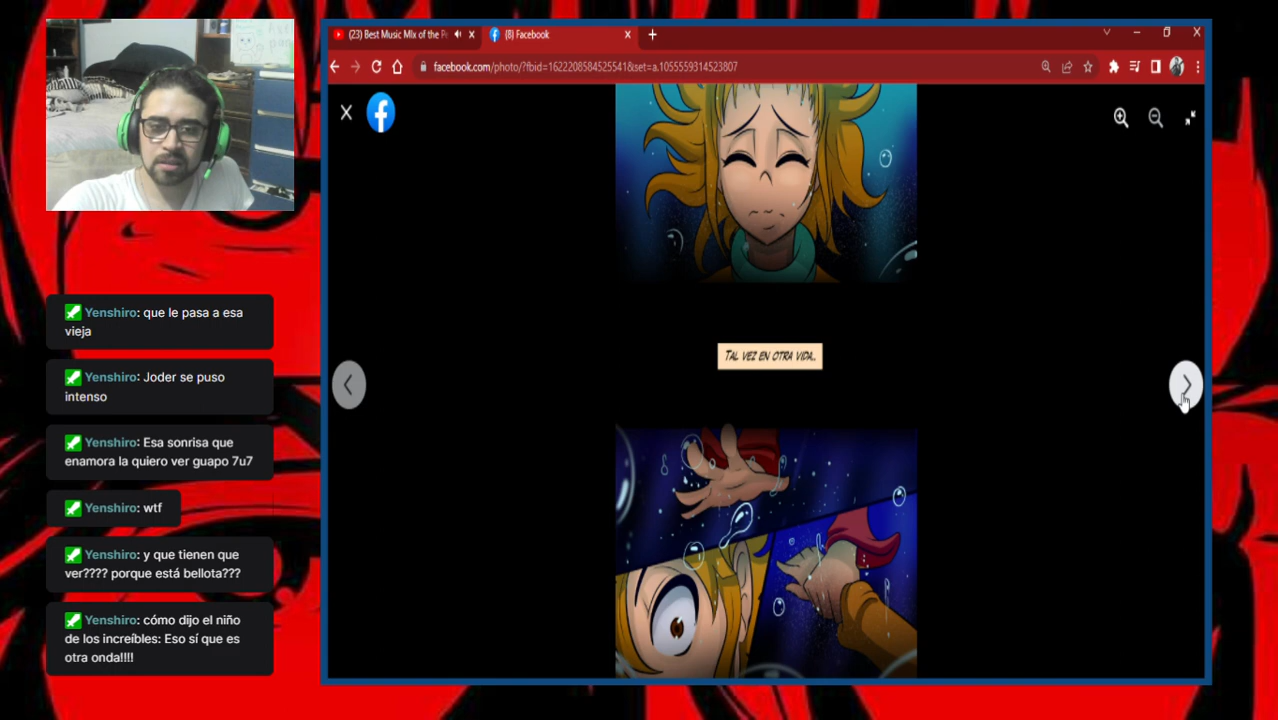 (23) Best Music Mix of the P
(8) Facebook
facebook.com/photo/?fbid=1622208584525541&set=a.1055559314523807
TAL VEZ EN OTRA VIDA..
Yenshiro: que le pasa a esa
vieja
Yenshiro: Joder se puso
intenso
Yenshiro: Esa sonrisa que
enamora la quiero ver guapo 7u7
Yenshiro: wtf
Yenshiro: y que tienen que
ver???? porque está bellota???
Yenshiro: cómo dijo el niño
de los increíbles: Eso sí que es
otra onda!!!!